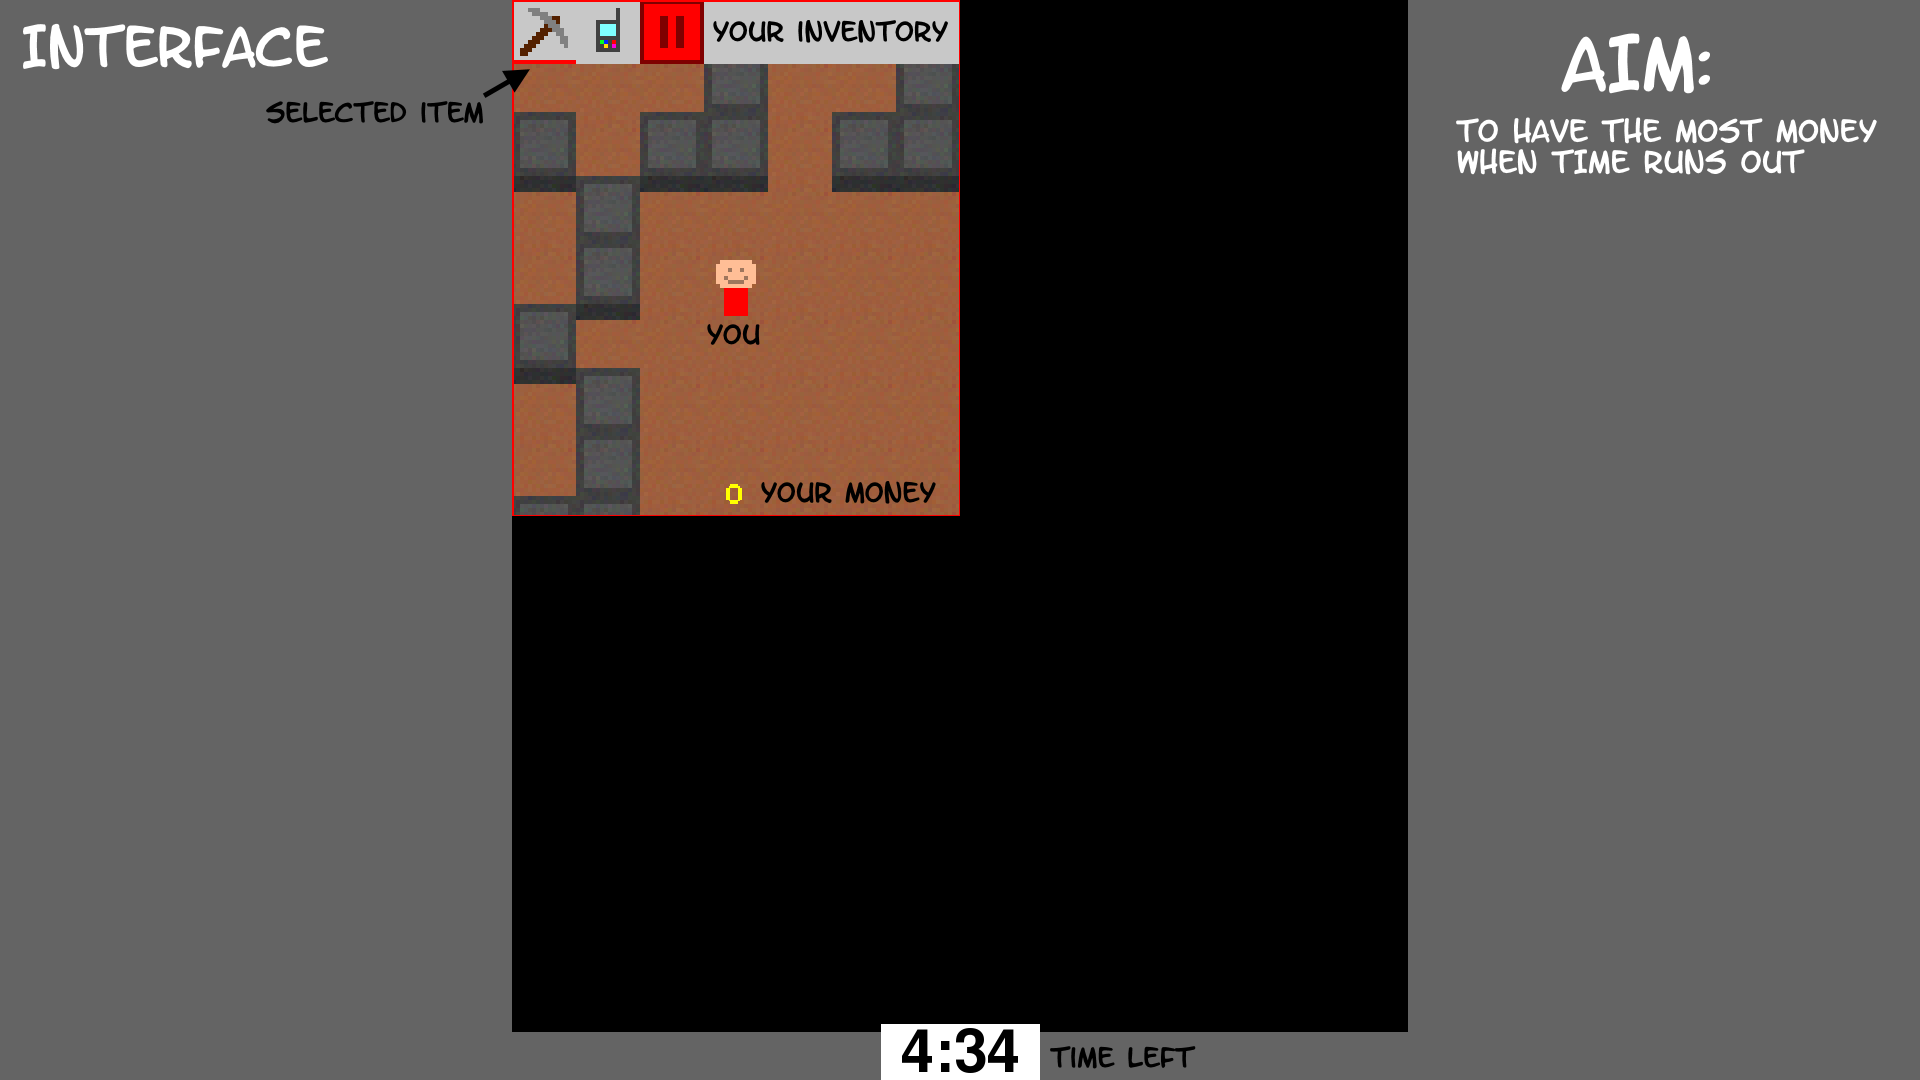 INTERFACE
YOUR INVENTORY
SELECTED ITEM
AIM:
TO HAVE THE MOST MONEY
WHEN TIME RUNS OUT
YOU
0 YOUR MONEY
4:34 TIME LEFT